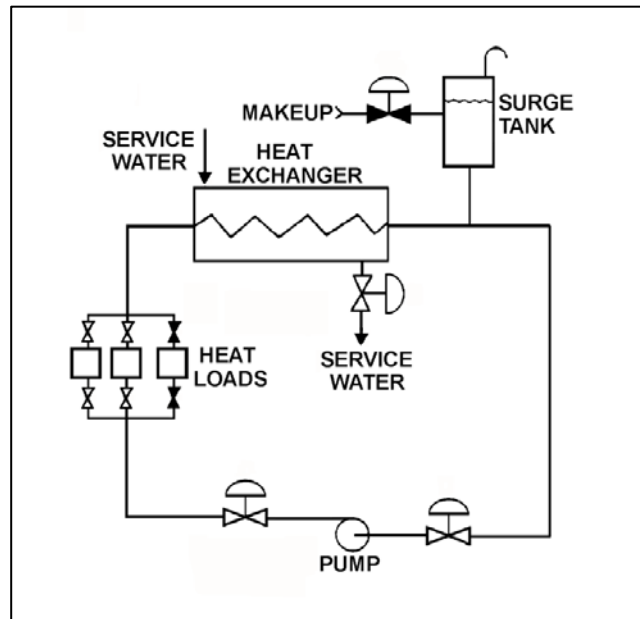 MAKEUP
SURGE
TANK
SERVICE
WATER
HEAT
EXCHANGER
HEAT
LOADS
SERVICE
WATER
PUMP